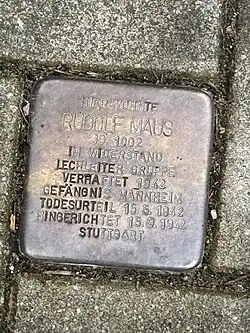 HIER WOHNTE
RUDOLF MAUS
JG. 1902
IM WIDERSTAND
LECHLEITER GRUPPE
VERHAFTET 1942
GEFÄNGNIS MANNHEIM
TODESURTEIL 15.5.1942
HINGERICHTET 15.9.1942
STUTTGART